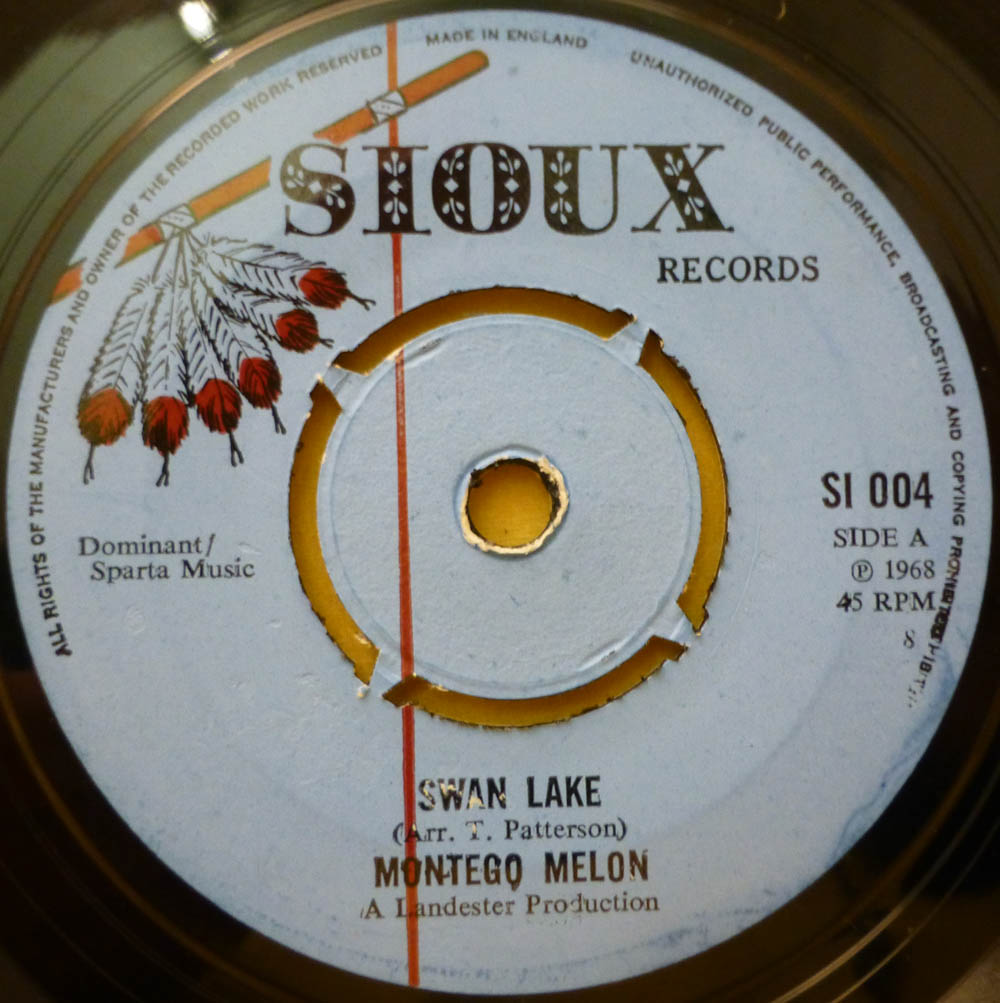 ALL RIGHTS OF THE MANUFACTURERS AND OWNER OF THE RECORDED WORK RESERVED
MADE IN ENGLAND
UNAUTHORIZED PUBLIC PERFORMANCE, BROADCASTING AND COPYING PROHIBITED
SIOUX
RECORDS
Dominant/
Sparta Music
SI 004
SIDE A
℗ 1968
45 RPM
SWAN LAKE
(Arr. T. Patterson)
MONTEGO MELON
A Landester Production